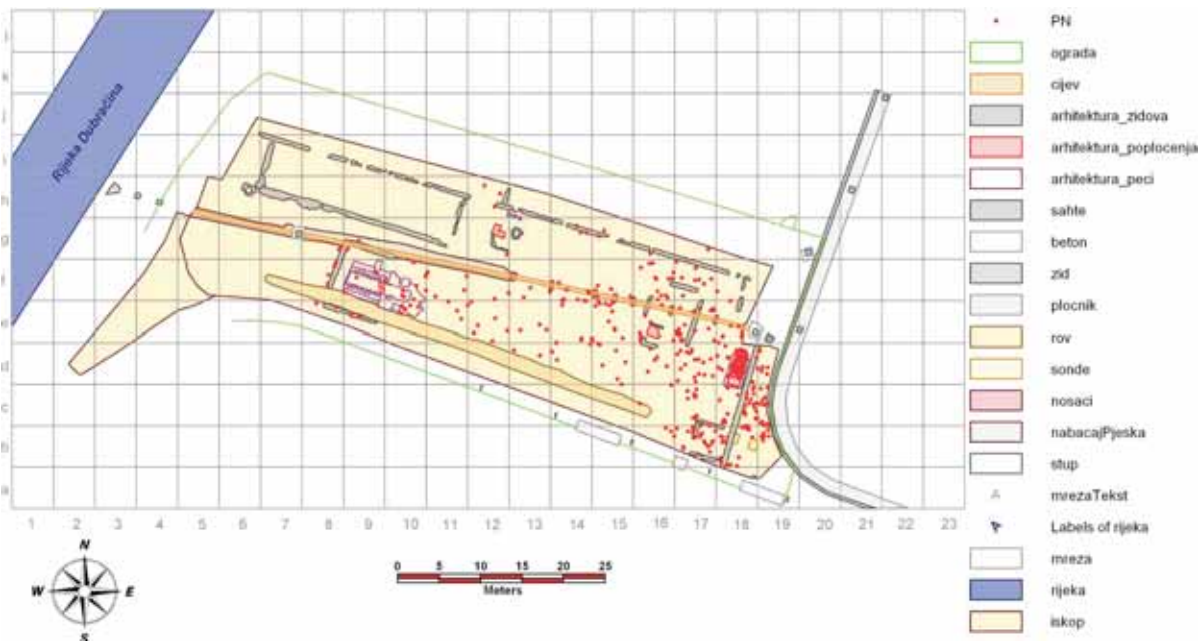 Rijeka Dubračina
1 2 3 4 5 6 7 8 9 10 11 12 13 14 15 16 17 18 19 20 21 22 23
j
k
j
i
h
g
f
e
d
c
b
a
N
W E
S
0 5 10 15 20 25
Meters
PN
ograda
cijev
arhitektura_zidova
arhitektura_poplocenja
arhitektura_peci
sahte
beton
zid
plocnik
rov
sonde
nosaci
nabacajPjeska
stup
A mrezaTekst
Labels of rijeka
mreza
rijeka
iskop